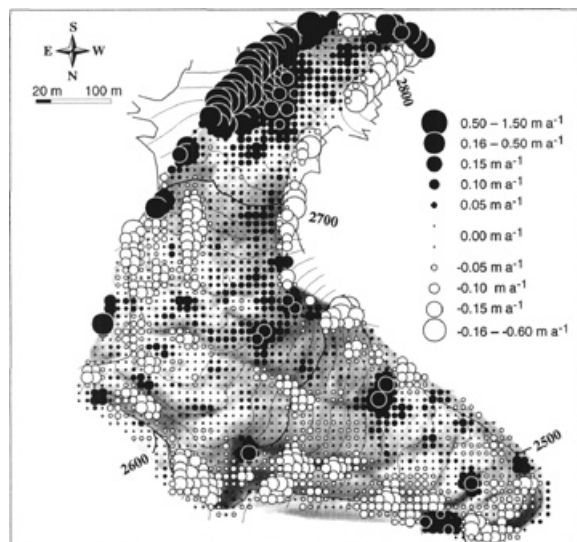 S
E W
N
20 m 100 m
2800
0.50 – 1.50 m a⁻¹
0.16 – 0.50 m a⁻¹
0.15 m a⁻¹
0.10 m a⁻¹
0.05 m a⁻¹
0.00 m a⁻¹
-0.05 m a⁻¹
-0.10 m a⁻¹
-0.15 m a⁻¹
-0.16 – -0.60 m a⁻¹
2700
2600
2500